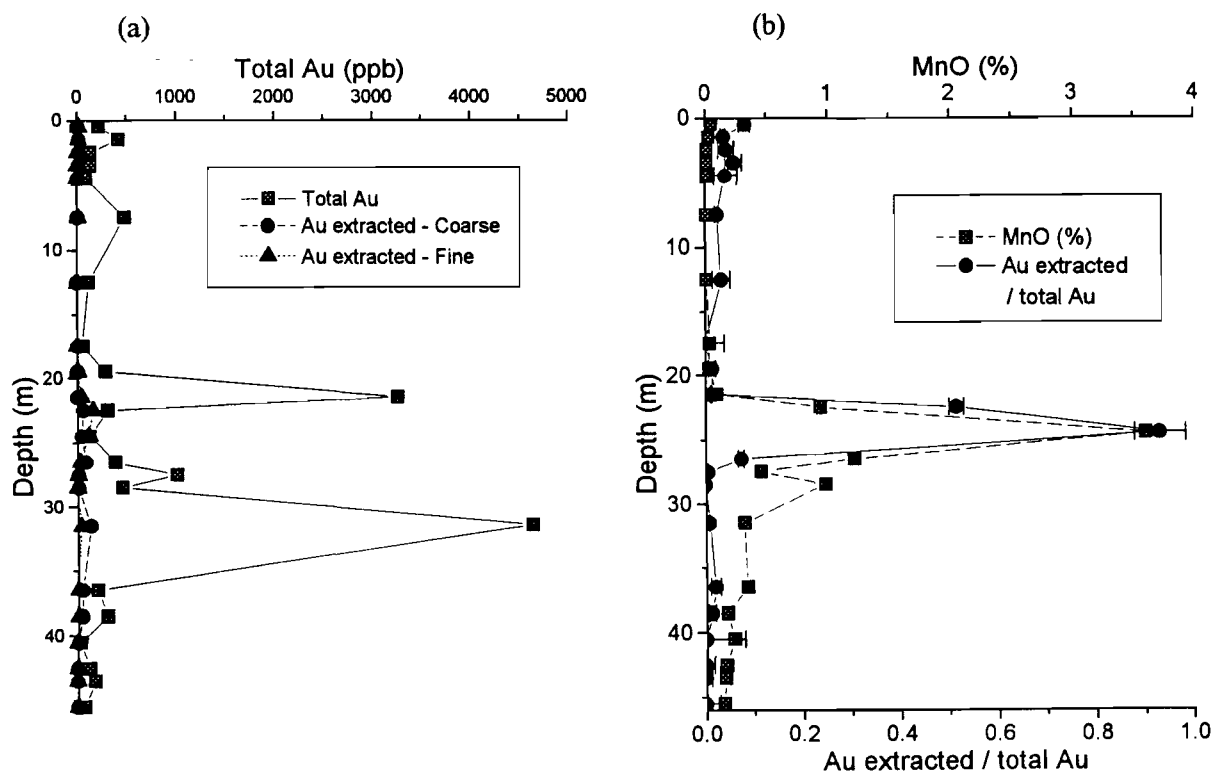 (a)
Total Au (ppb)
0 1000 2000 3000 4000 5000
0
10
20
30
40
Depth (m)
Total Au
Au extracted - Coarse
Au extracted - Fine
(b)
MnO (%)
0 1 2 3 4
0
10
20
30
40
Depth (m)
MnO (%)
Au extracted
/ total Au
0.0 0.2 0.4 0.6 0.8 1.0
Au extracted / total Au